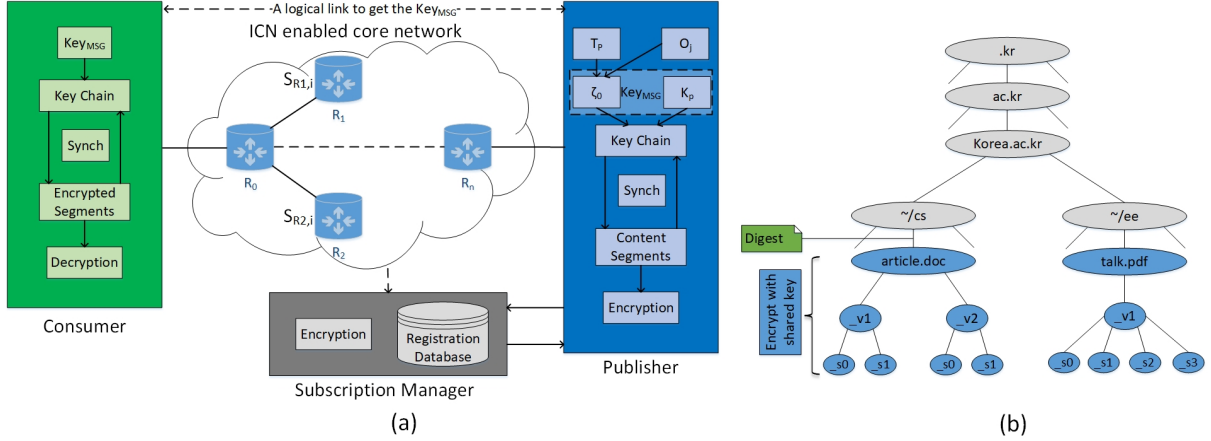 A logical link to get the KeyMSG
ICN enabled core network
KeyMSG
Key Chain
Synch
Encrypted
Segments
Decryption
Consumer
SR1,i
R1
R0
Rn
SR2,i
R2
Encryption
Registration
Database
Subscription Manager
TP
Oj
ζ0
KeyMSG
Kp
Key Chain
Synch
Content
Segments
Encryption
Publisher
(a)
.kr
ac.kr
Korea.ac.kr
~/cs
~/ee
Digest
article.doc
talk.pdf
Encrypt with
shared key
_v1
_v2
_v1
_s0
_s1
_s0
_s1
_s0
_s1
_s2
_s3
(b)